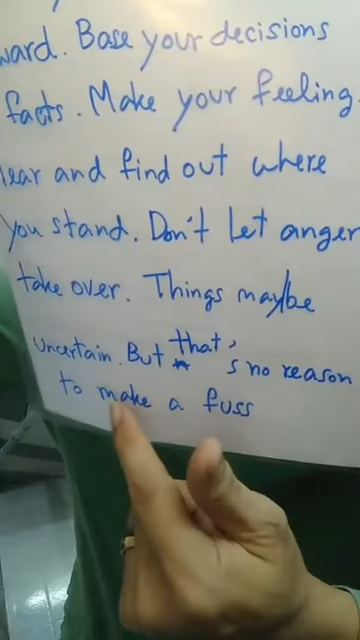 ward. Base your decisions
facts. Make your feeling
lear and find out where
you stand. Don't let anger
take over. Things maybe
uncertain. But that's no reason
to make a fuss